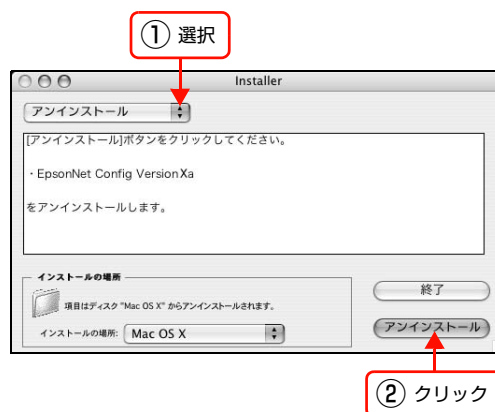 ① 選択
Installer
アンインストール
[アンインストール]ボタンをクリックしてください。
・EpsonNet Config VersionXa
をアンインストールします。
インストールの場所
項目はディスク "Mac OS X" からアンインストールされます。
インストールの場所: Mac OS X
終了
アンインストール
② クリック